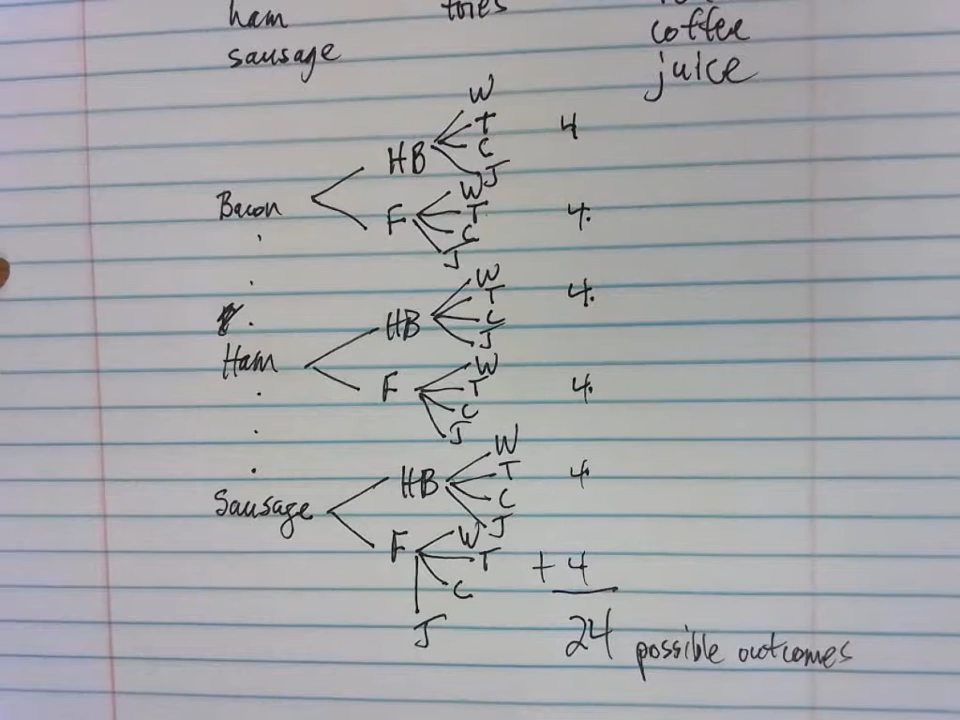 ham
sausage
coffee
juice
W
T
HB C 4
J
W
Bacon F T 4.
C
J
W
T 4.
HB C
J
Ham W
F T 4.
C
J
W
T 4
HB C
Sausage J
F W
T + 4
C
J 24 possible outcomes